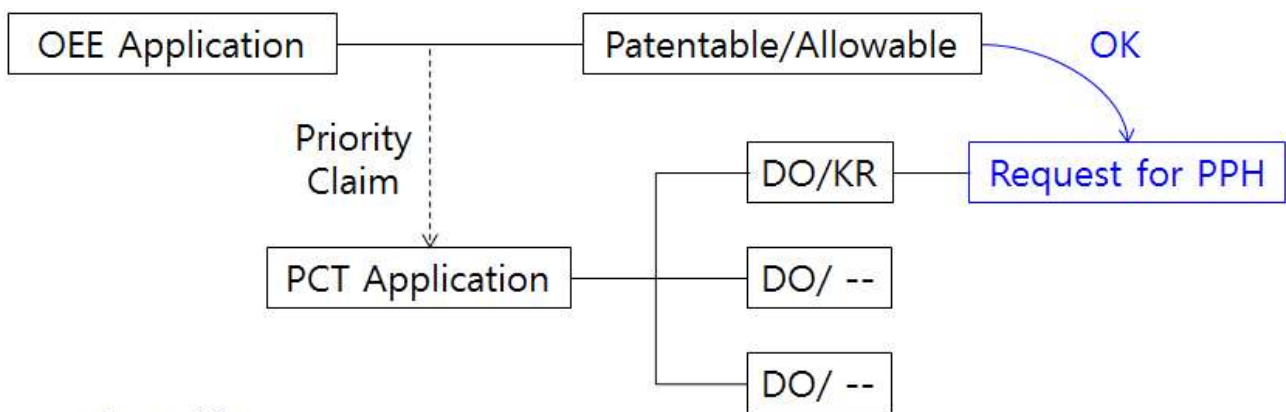 OEE Application
Patentable/Allowable
OK
Priority
Claim
DO/KR
Request for PPH
PCT Application
DO/ --
DO/ --